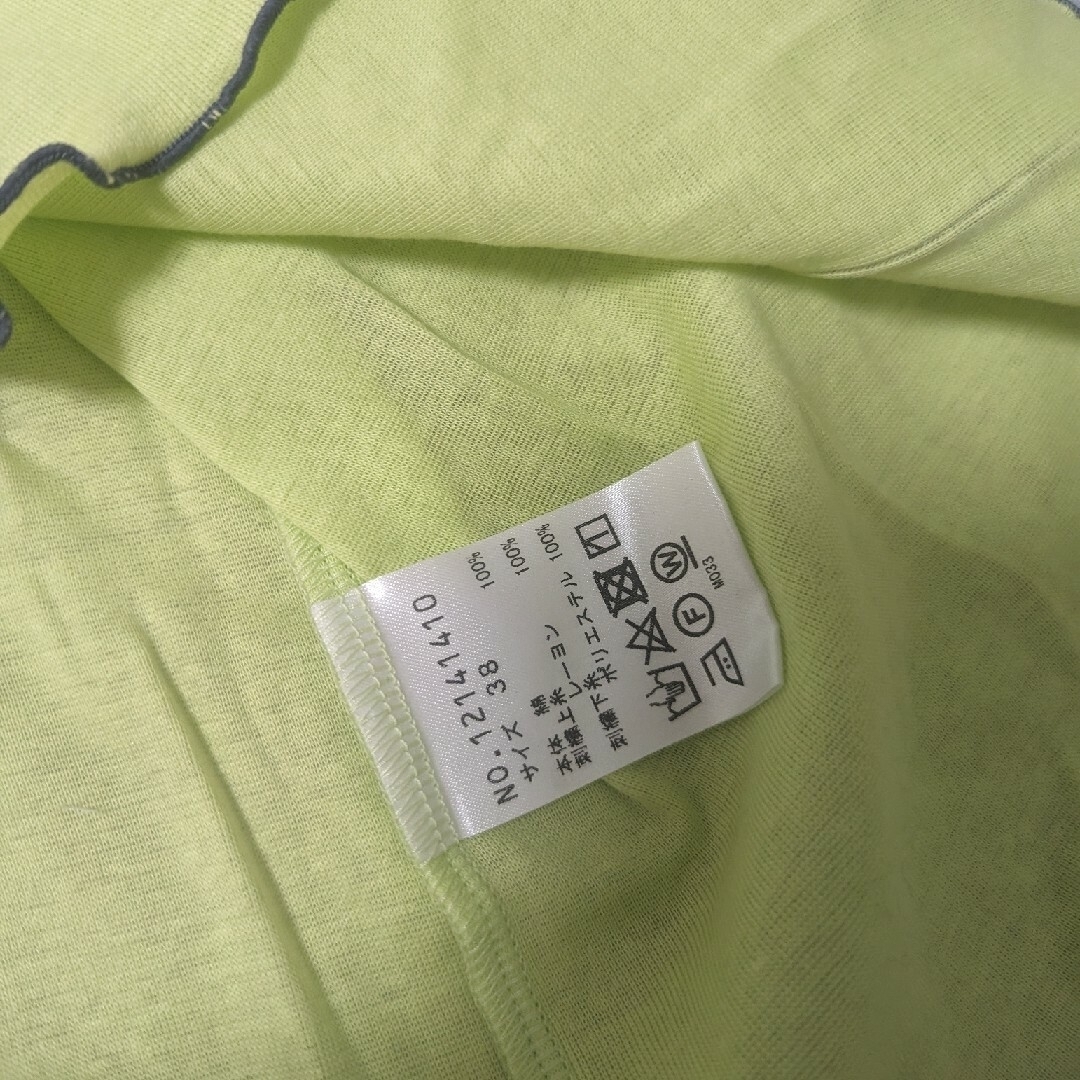 NO.12141410
サイズ 38
本体 綿 100%
刺繍上糸レーヨン 100%
刺繍下糸ポリエステル 100%
W
F
M033